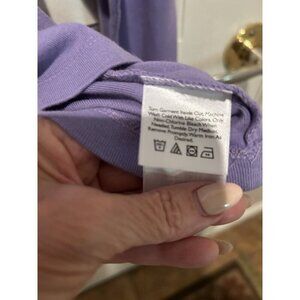 Turn Garment Inside Out, Machine
Wash Cold With Like Colors, Only
Non-Chlorine Bleach When
Needed, Tumble Dry Medium,
Remove Promptly, Warm Iron As
Desired.